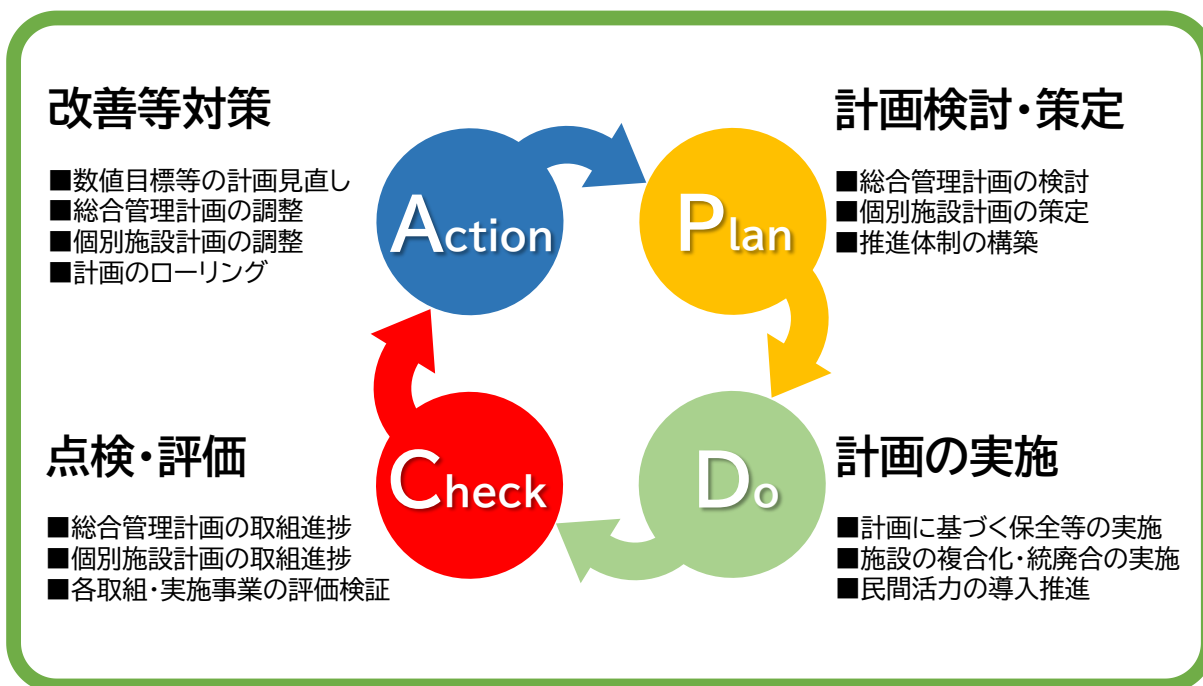 改善等対策
■数値目標等の計画見直し
■総合管理計画の調整
■個別施設計画の調整
■計画のローリング
Action
Plan
計画検討・策定
■総合管理計画の検討
■個別施設計画の策定
■推進体制の構築
点検・評価
■総合管理計画の取組進捗
■個別施設計画の取組進捗
■各取組・実施事業の評価検証
Check
Do
計画の実施
■計画に基づく保全等の実施
■施設の複合化・統廃合の実施
■民間活力の導入推進